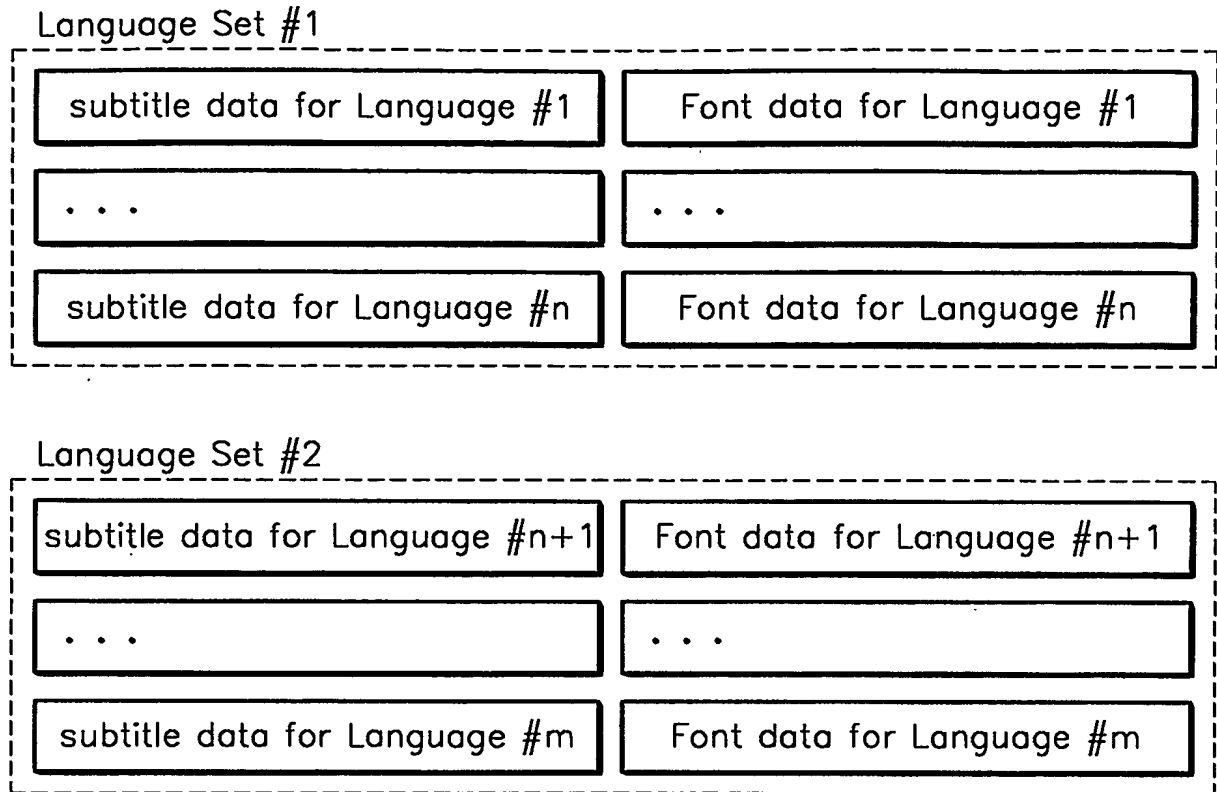 Language Set #1
subtitle data for Language #1
Font data for Language #1
...
...
subtitle data for Language #n
Font data for Language #n
Language Set #2
subtitle data for Language #n+1
Font data for Language #n+1
...
...
subtitle data for Language #m
Font data for Language #m